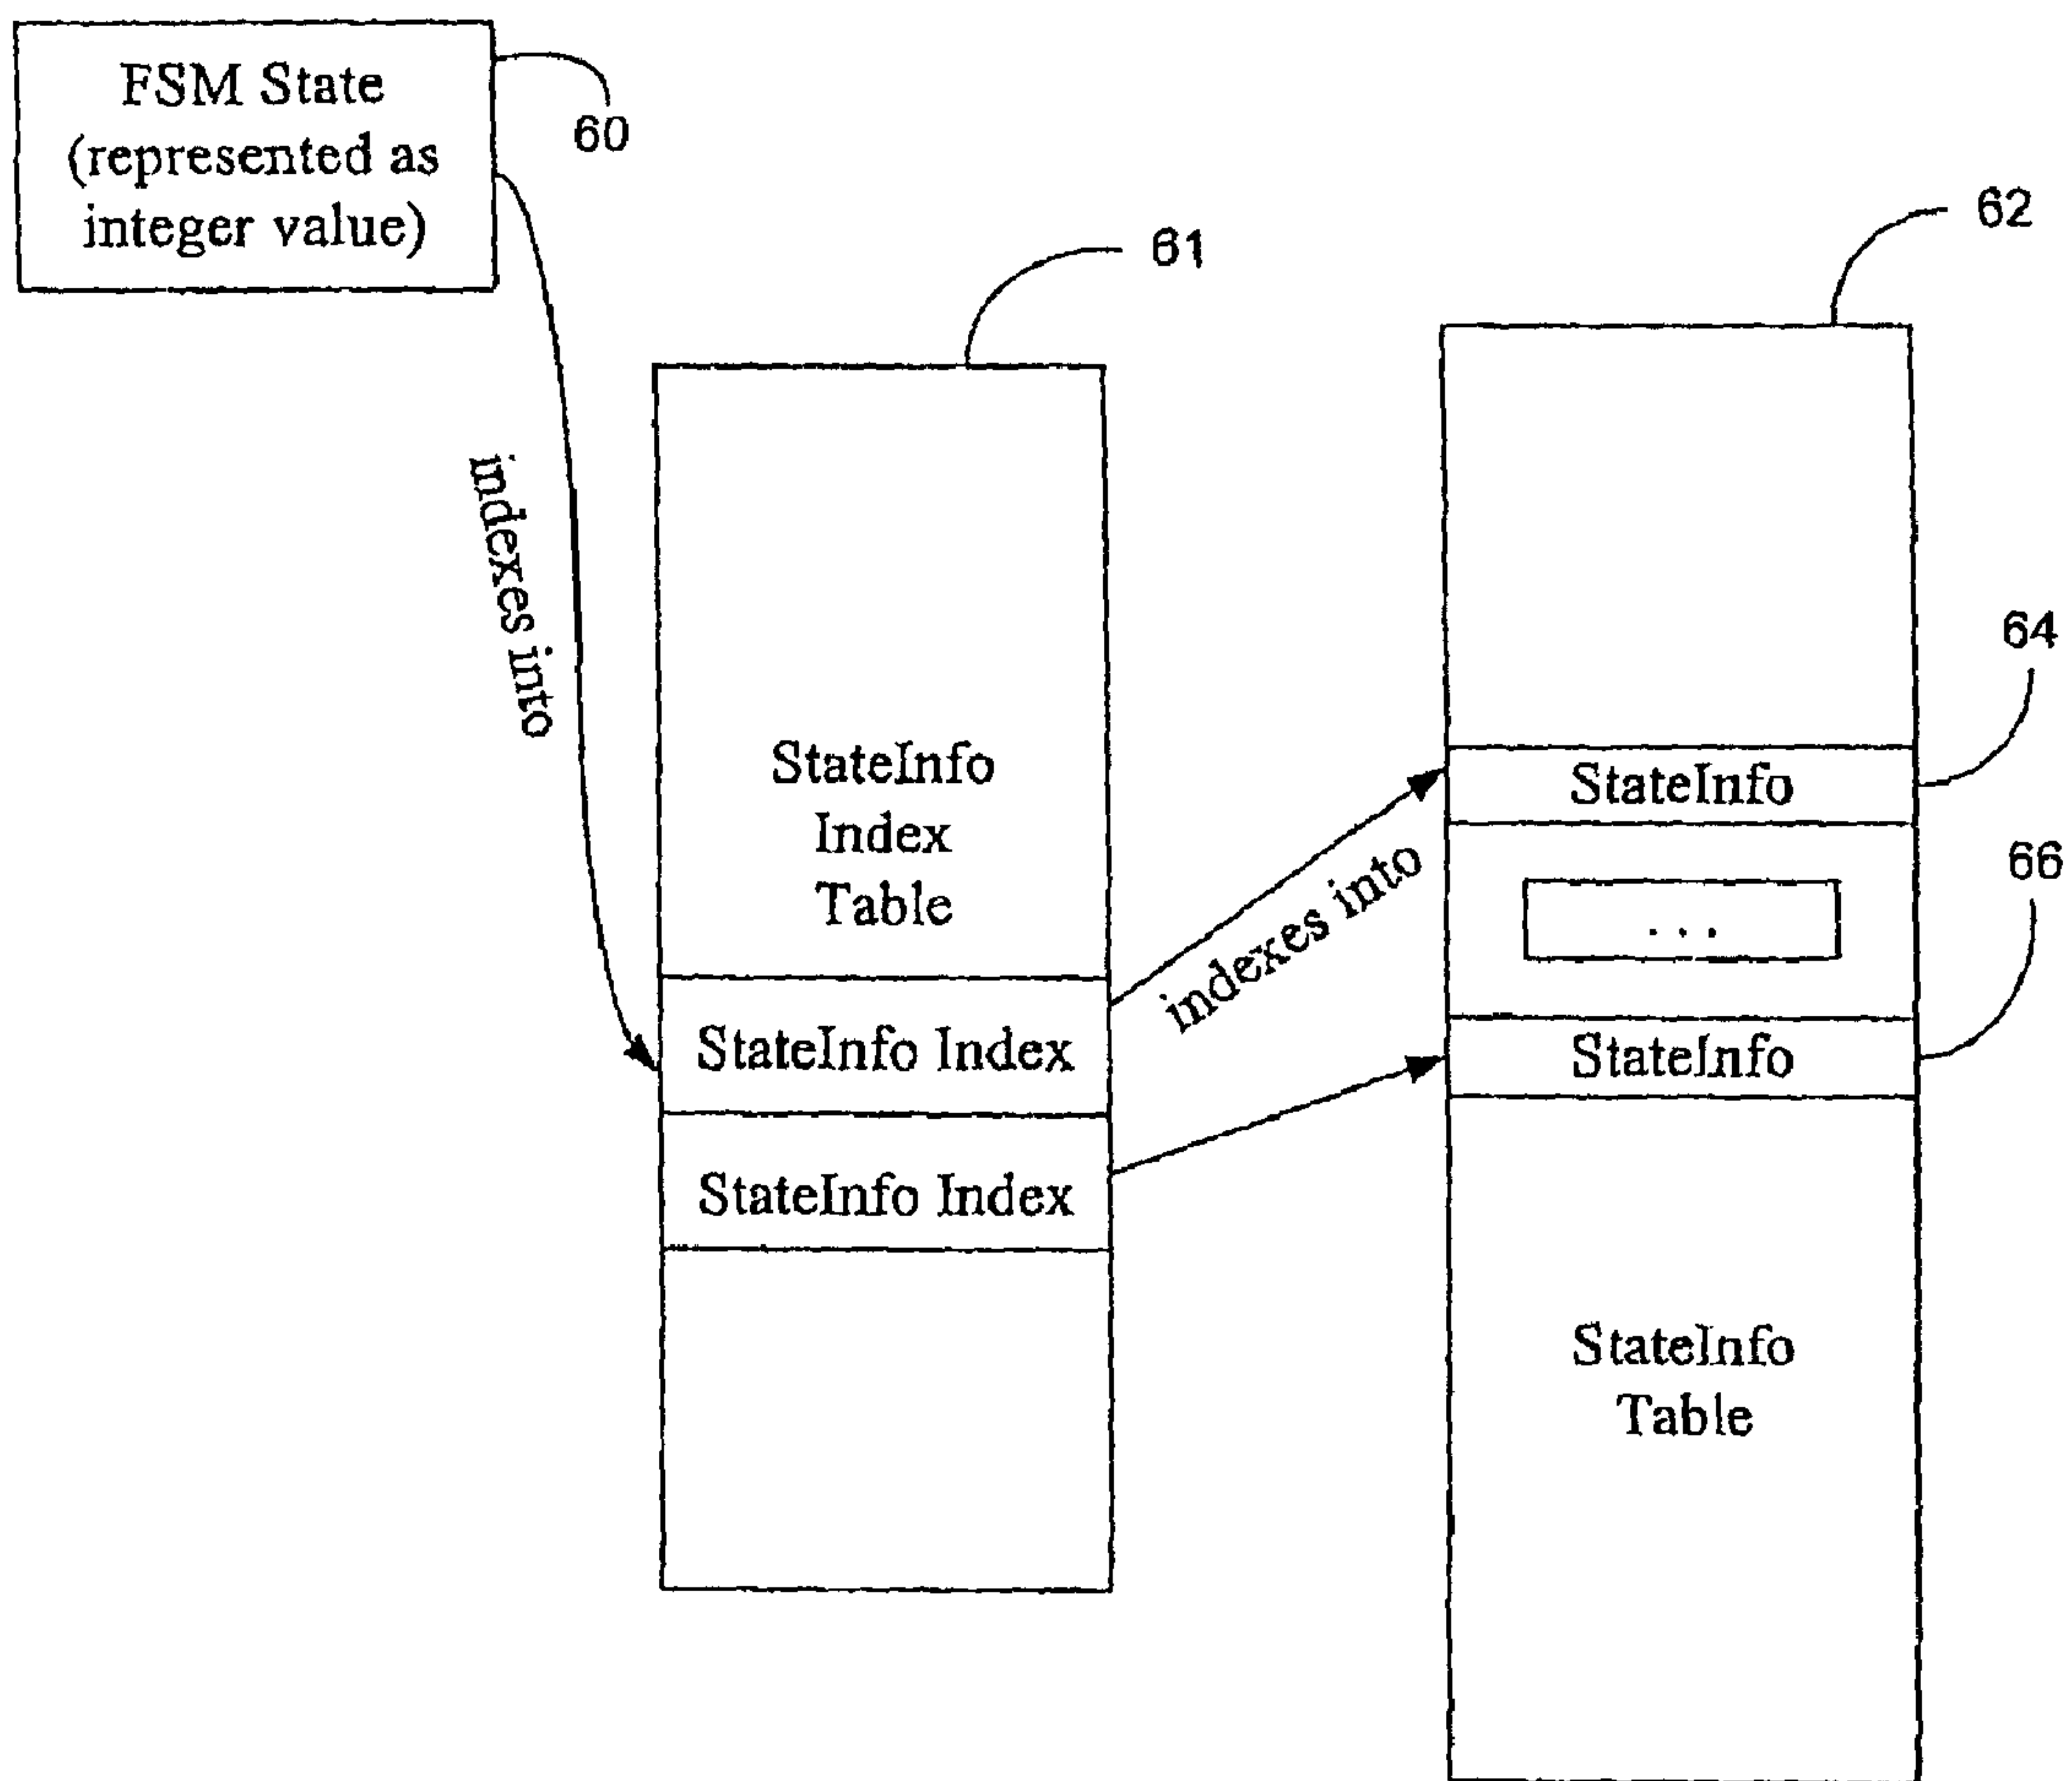 FSM State
(represented as
integer value)
60
61
62
indexes into
StateInfo
Index
Table
StateInfo Index
StateInfo Index
indexes into
StateInfo
64
...
66
StateInfo
StateInfo
Table